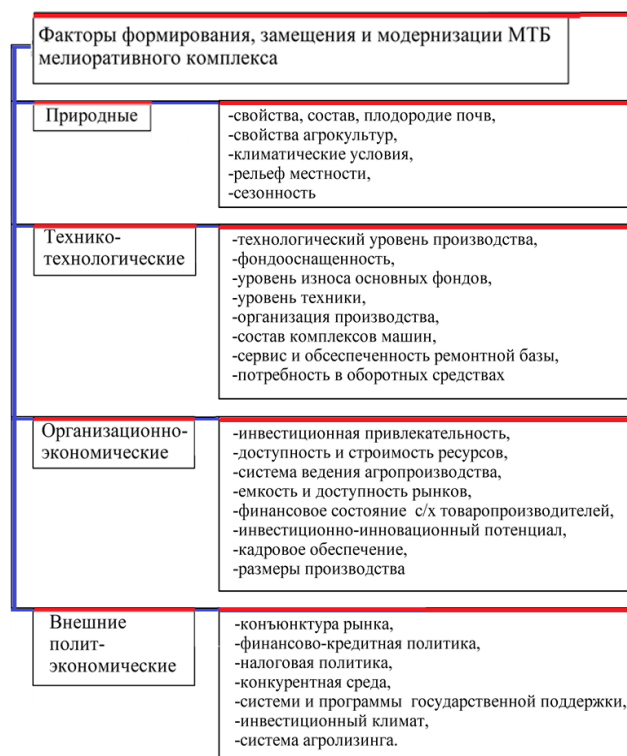 Факторы формирования, замещения и модернизации МТБ
мелиоративного комплекса
Природные
-свойства, состав, плодородие почв,
-свойства агрокультур,
-климатические условия,
-рельеф местности,
-сезонность
Технико-
технологические
-технологический уровень производства,
-фондооснащенность,
-уровень износа основных фондов,
-уровень техники,
-организация производства,
-состав комплексов машин,
-сервис и обсеспеченность ремонтной базы,
-потребность в оборотных средствах
Организационно-
экономические
-инвестиционная привлекательность,
-доступность и строимость ресурсов,
-система ведения агропроизводства,
-емкость и доступность рынков,
-финансовое состояние с/х товаропроизводителей,
-инвестиционно-инновационный потенциал,
-кадровое обеспечение,
-размеры производства
Внешние
полит-
экономические
-конъюнктура рынка,
-финансово-кредитная политика,
-налоговая политика,
-конкурентная среда,
-системи и программы государственной поддержки,
-инвестиционный климат,
-система агролизинга.